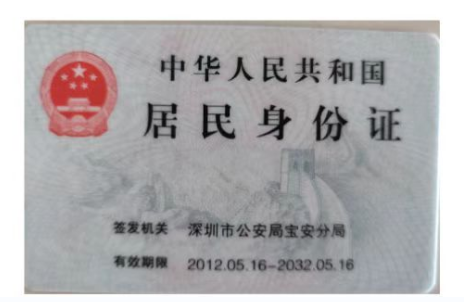 中华人民共和国
居民身份证
签发机关 深圳市公安局宝安分局
有效期限 2012.05.16-2032.05.16